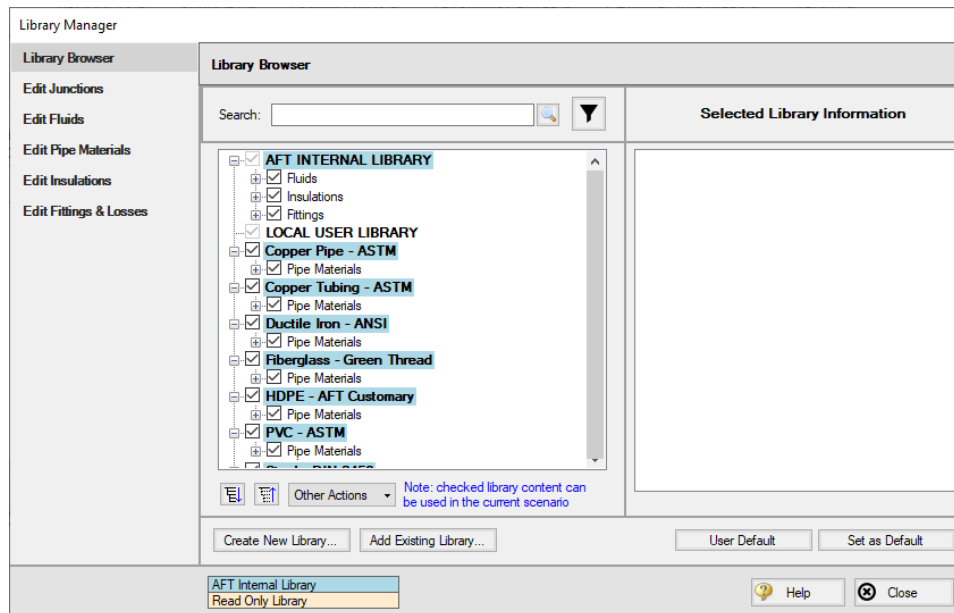 Library Manager
Library Browser
Edit Junctions
Edit Fluids
Edit Pipe Materials
Edit Insulations
Edit Fittings & Losses
Library Browser
Search:
Selected Library Information
AFT INTERNAL LIBRARY
Fluids
Insulations
Fittings
LOCAL USER LIBRARY
Copper Pipe - ASTM
Pipe Materials
Copper Tubing - ASTM
Pipe Materials
Ductile Iron - ANSI
Pipe Materials
Fiberglass - Green Thread
Pipe Materials
HDPE - AFT Customary
Pipe Materials
PVC - ASTM
Pipe Materials
Other Actions
Note: checked library content can
be used in the current scenario
Create New Library...
Add Existing Library...
User Default
Set as Default
AFT Internal Library
Read Only Library
Help
Close